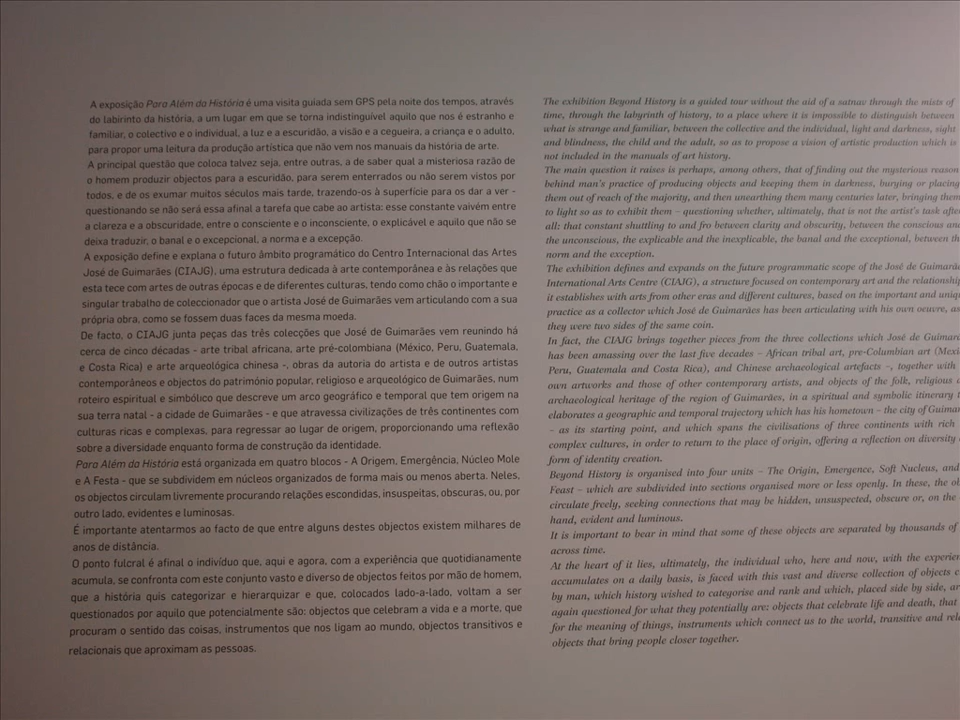 A exposição Para Além da História é uma visita guiada sem GPS pela noite dos tempos, através
do labirinto da história, a um lugar em que se torna indistinguível aquilo que nos é estranho e
familiar, o colectivo e o individual, a luz e a escuridão, a visão e a cegueira, a criança e o adulto,
para propor uma leitura da produção artística que não vem nos manuais da história de arte.
A principal questão que coloca talvez seja, entre outras, a de saber qual a misteriosa razão de
o homem produzir objectos para a escuridão, para serem enterrados ou não serem vistos por
todos, e de os exumar muitos séculos mais tarde, trazendo-os à superfície para os dar a ver -
questionando se não será essa afinal a tarefa que cabe ao artista: esse constante vaivém entre
a clareza e a obscuridade, entre o consciente e o inconsciente, o explicável e aquilo que não se
deixa traduzir, o banal e o excepcional, a norma e a excepção.
A exposição define e explana o futuro âmbito programático do Centro Internacional das Artes
José de Guimarães (CIAJG), uma estrutura dedicada à arte contemporânea e às relações que
esta tece com artes de outras épocas e de diferentes culturas, tendo como chão o importante e
singular trabalho de coleccionador que o artista José de Guimarães vem articulando com a sua
própria obra, como se fossem duas faces da mesma moeda.
De facto, o CIAJG junta peças das três colecções que José de Guimarães vem reunindo há
cerca de cinco décadas - arte tribal africana, arte pré-colombiana (México, Peru, Guatemala,
e Costa Rica) e arte arqueológica chinesa -, obras da autoria do artista e de outros artistas
contemporâneos e objectos do património popular, religioso e arqueológico de Guimarães, num
roteiro espiritual e simbólico que descreve um arco geográfico e temporal que tem origem na
sua terra natal - a cidade de Guimarães - e que atravessa civilizações de três continentes com
culturas ricas e complexas, para regressar ao lugar de origem, proporcionando uma reflexão
sobre a diversidade enquanto forma de construção da identidade.
Para Além da História está organizada em quatro blocos - A Origem, Emergência, Núcleo Mole
e A Festa - que se subdividem em núcleos organizados de forma mais ou menos aberta. Neles,
os objectos circulam livremente procurando relações escondidas, insuspeitas, obscuras, ou, por
outro lado, evidentes e luminosas.
É importante atentarmos ao facto de que entre alguns destes objectos existem milhares de
anos de distância.
O ponto fulcral é afinal o indivíduo que, aqui e agora, com a experiência que quotidianamente
acumula, se confronta com este conjunto vasto e diverso de objectos feitos por mão de homem,
que a história quis categorizar e hierarquizar e que, colocados lado-a-lado, voltam a ser
questionados por aquilo que potencialmente são: objectos que celebram a vida e a morte, que
procuram o sentido das coisas, instrumentos que nos ligam ao mundo, objectos transitivos e
relacionais que aproximam as pessoas.
The exhibition Beyond History is a guided tour without the aid of a satnav through the mists of
time, through the labyrinth of history, to a place where it is impossible to distinguish between
what is strange and familiar, between the collective and the individual, light and darkness, sight
and blindness, the child and the adult, so as to propose a vision of artistic production which is
not included in the manuals of art history.
The main question it raises is perhaps, among others, that of finding out the mysterious reason
behind man's practice of producing objects and keeping them in darkness, burying or placing
them out of reach of the majority, and then unearthing them many centuries later, bringing them
to light so as to exhibit them – questioning whether, ultimately, that is not the artist's task after
all: that constant shuttling to and fro between clarity and obscurity, between the conscious and
the unconscious, the explicable and the inexplicable, the banal and the exceptional, between the
norm and the exception.
The exhibition defines and expands on the future programmatic scope of the José de Guimarães
International Arts Centre (CIAJG), a structure focused on contemporary art and the relationship
it establishes with arts from other eras and different cultures, based on the important and unique
practice as a collector which José de Guimarães has been articulating with his own oeuvre, as
they were two sides of the same coin.
In fact, the CIAJG brings together pieces from the three collections which José de Guimarães
has been amassing over the last five decades – African tribal art, pre-Columbian art (Mexico,
Peru, Guatemala and Costa Rica), and Chinese archaeological artefacts –, together with
own artworks and those of other contemporary artists, and objects of the folk, religious
archaeological heritage of the region of Guimarães, in a spiritual and symbolic itinerary
elaborates a geographic and temporal trajectory which has his hometown – the city of Guimarães
– as its starting point, and which spans the civilisations of three continents with rich
complex cultures, in order to return to the place of origin, offering a reflection on diversity
form of identity creation.
Beyond History is organised into four units – The Origin, Emergence, Soft Nucleus, and
Feast – which are subdivided into sections organised more or less openly. In these, the
circulate freely, seeking connections that may be hidden, unsuspected, obscure or, on the
hand, evident and luminous.
It is important to bear in mind that some of these objects are separated by thousands of
across time.
At the heart of it lies, ultimately, the individual who, here and now, with the
accumulates on a daily basis, is faced with this vast and diverse collection of objects
by man, which history wished to categorise and rank and which, placed side by side,
again questioned for what they potentially are: objects that celebrate life and death, that
for the meaning of things, instruments which connect us to the world, transitive and
objects that bring people closer together.